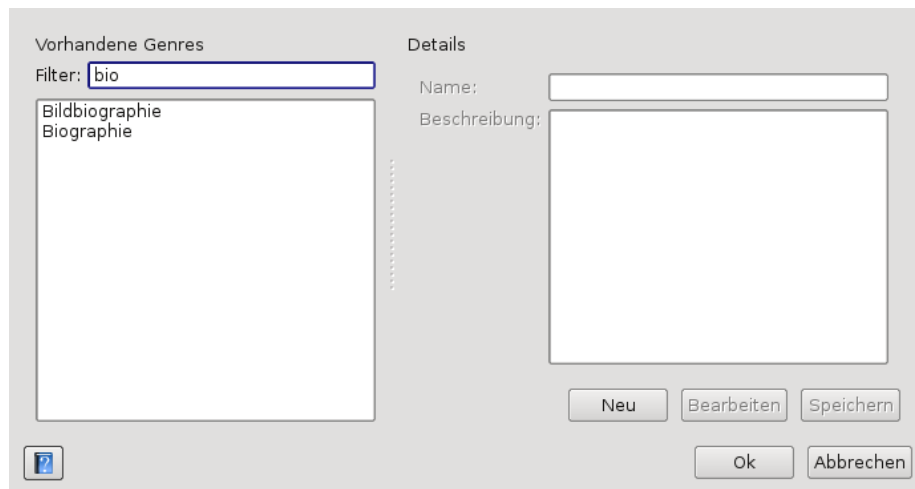 Vorhandene Genres
Filter: bio
Bildbiographie
Biographie
Details
Name:
Beschreibung:
Neu Bearbeiten Speichern
?
Ok Abbrechen